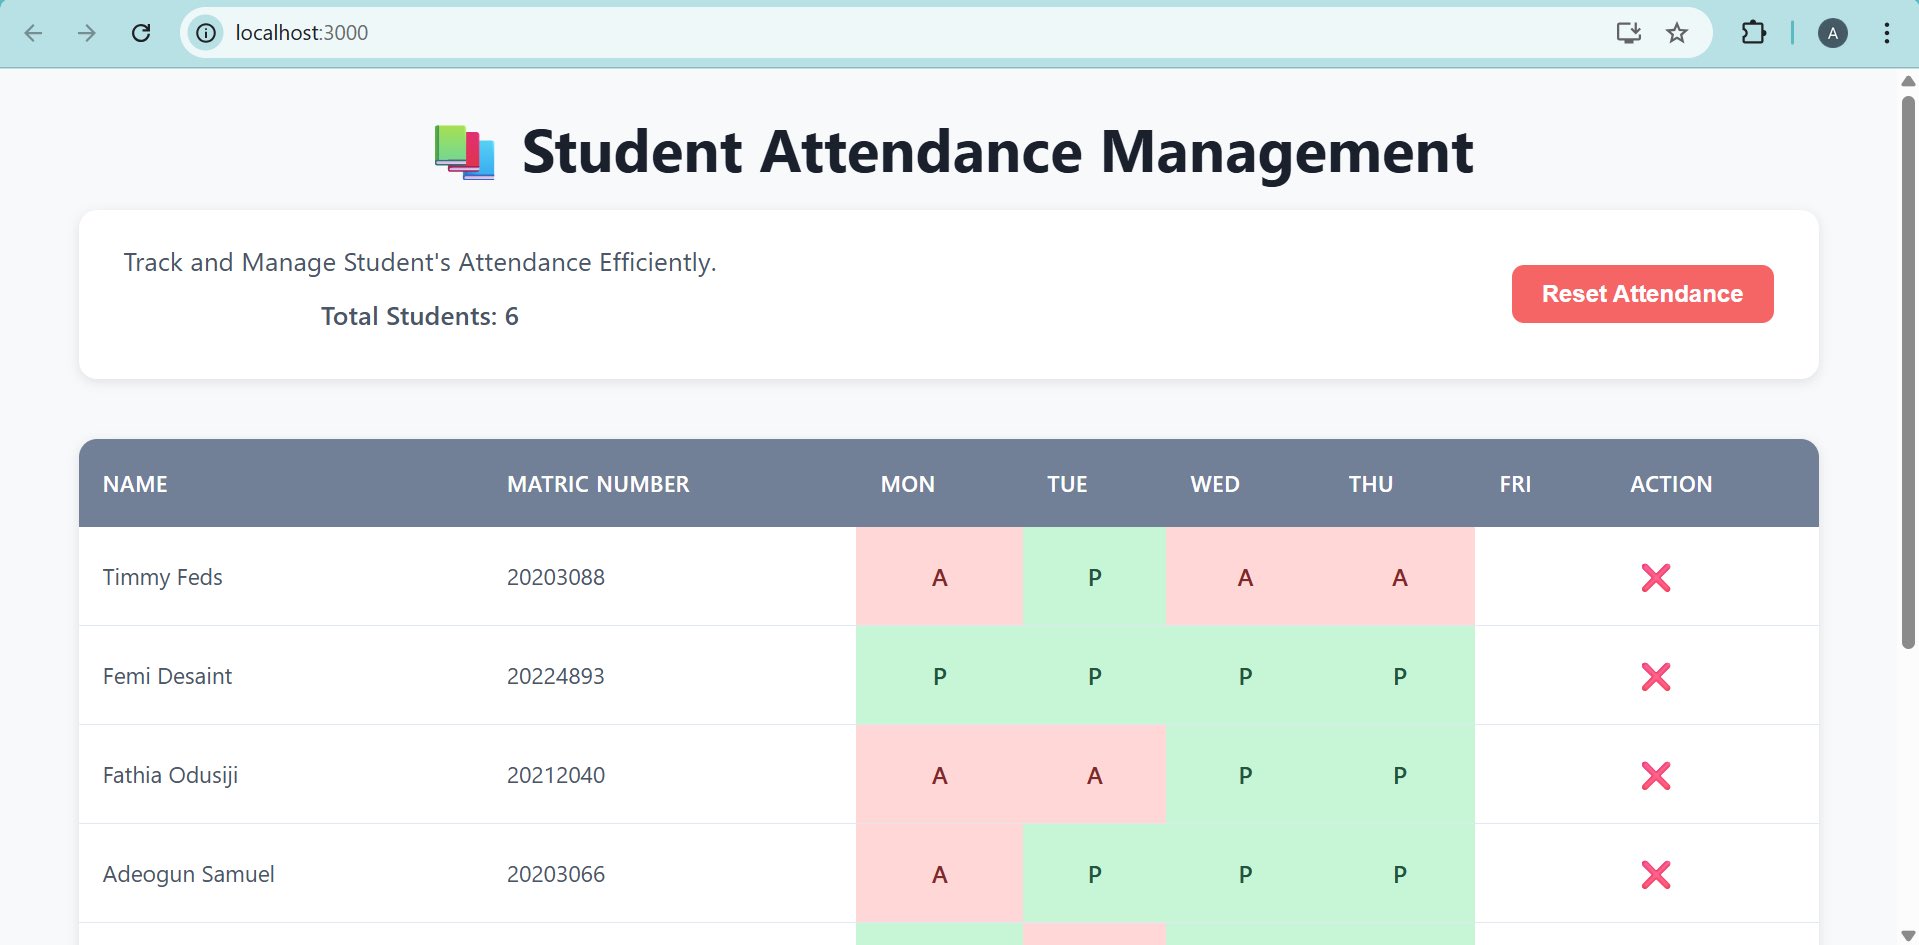 localhost:3000
A
Student Attendance Management
Track and Manage Student's Attendance Efficiently.
Total Students: 6
Reset Attendance
NAME MATRIC NUMBER MON TUE WED THU FRI ACTION
Timmy Feds 20203088 A P A A
Femi Desaint 20224893 P P P P
Fathia Odusiji 20212040 A A P P
Adeogun Samuel 20203066 A P P P